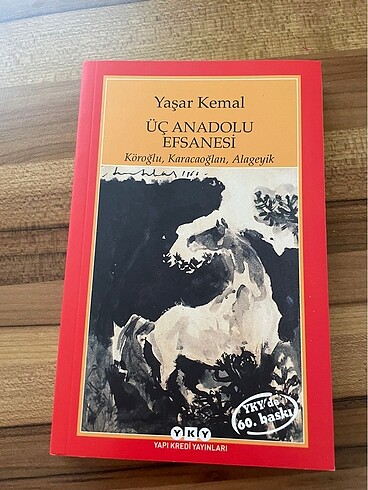 Yaşar Kemal
ÜÇ ANADOLU
EFSANESİ
Köroğlu, Karacaoğlan, Alageyik
YKY'de
60. baskı
YKY
YAPI KREDİ YAYINLARI